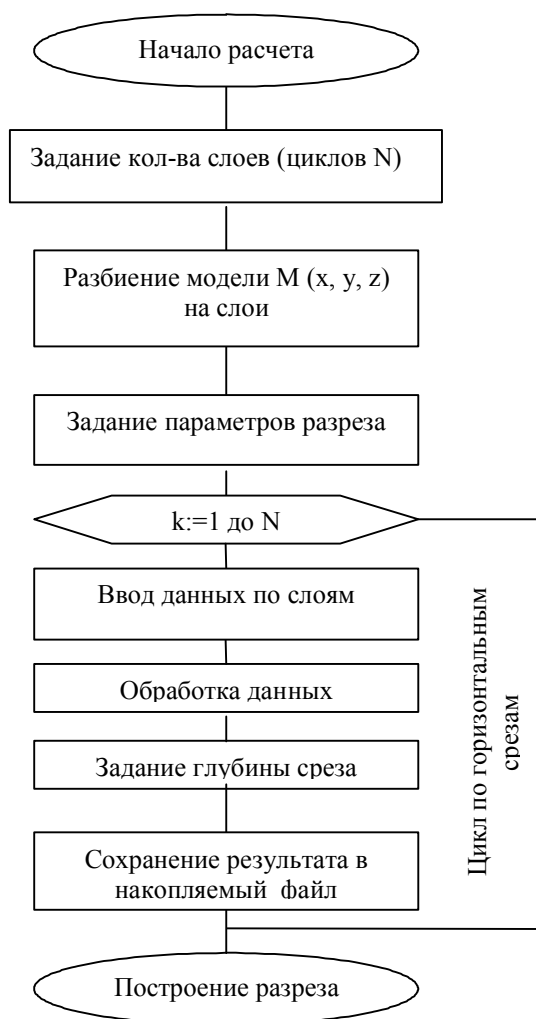 Начало расчета
Задание кол-ва слоев (циклов N)
Разбиение модели M (x, y, z)
на слои
Задание параметров разреза
k:=1 до N
Ввод данных по слоям
Обработка данных
Задание глубины среза
Сохранение результата в
накопляемый файл
Построение разреза
Цикл по горизонтальным
срезам